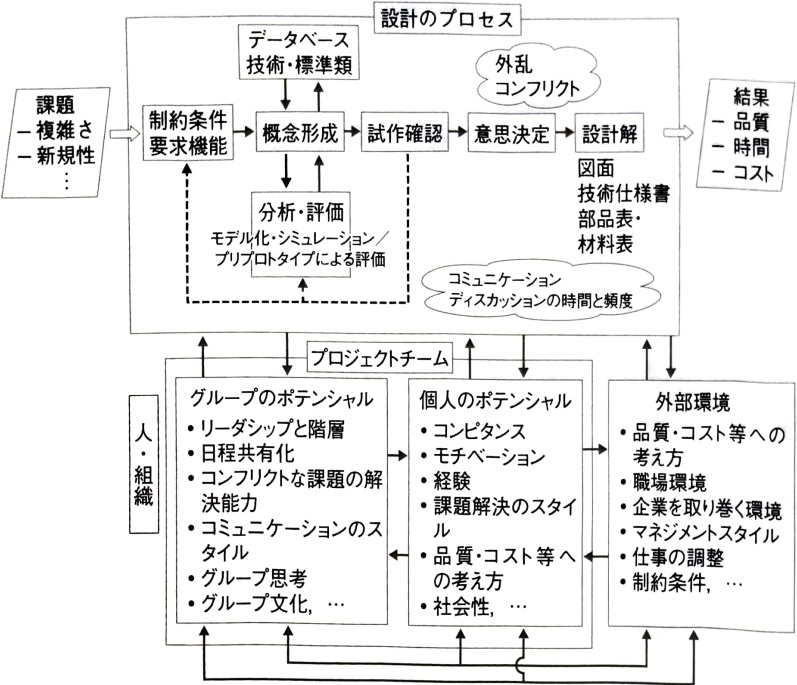 設計のプロセス
課題
– 複雑さ
– 新規性
⋮
データベース
技術・標準類
外乱
コンフリクト
制約条件
要求機能
概念形成
試作確認
意思決定
設計解
図面
技術仕様書
部品表・
材料表
結果
– 品質
– 時間
– コスト
分析・評価
モデル化・シミュレーション/
プリプロトタイプによる評価
コミュニケーション
ディスカッションの時間と頻度
プロジェクトチーム
人・組織
グループのポテンシャル
• リーダシップと階層
• 日程共有化
• コンフリクトな課題の解
決能力
• コミュニケーションのス
タイル
• グループ思考
• グループ文化, …
個人のポテンシャル
• コンピタンス
• モチベーション
• 経験
• 課題解決のスタイ
ル
• 品質・コスト等へ
の考え方
• 社会性, …
外部環境
• 品質・コスト等への
考え方
• 職場環境
• 企業を取り巻く環境
• マネジメントスタイル
• 仕事の調整
• 制約条件, …